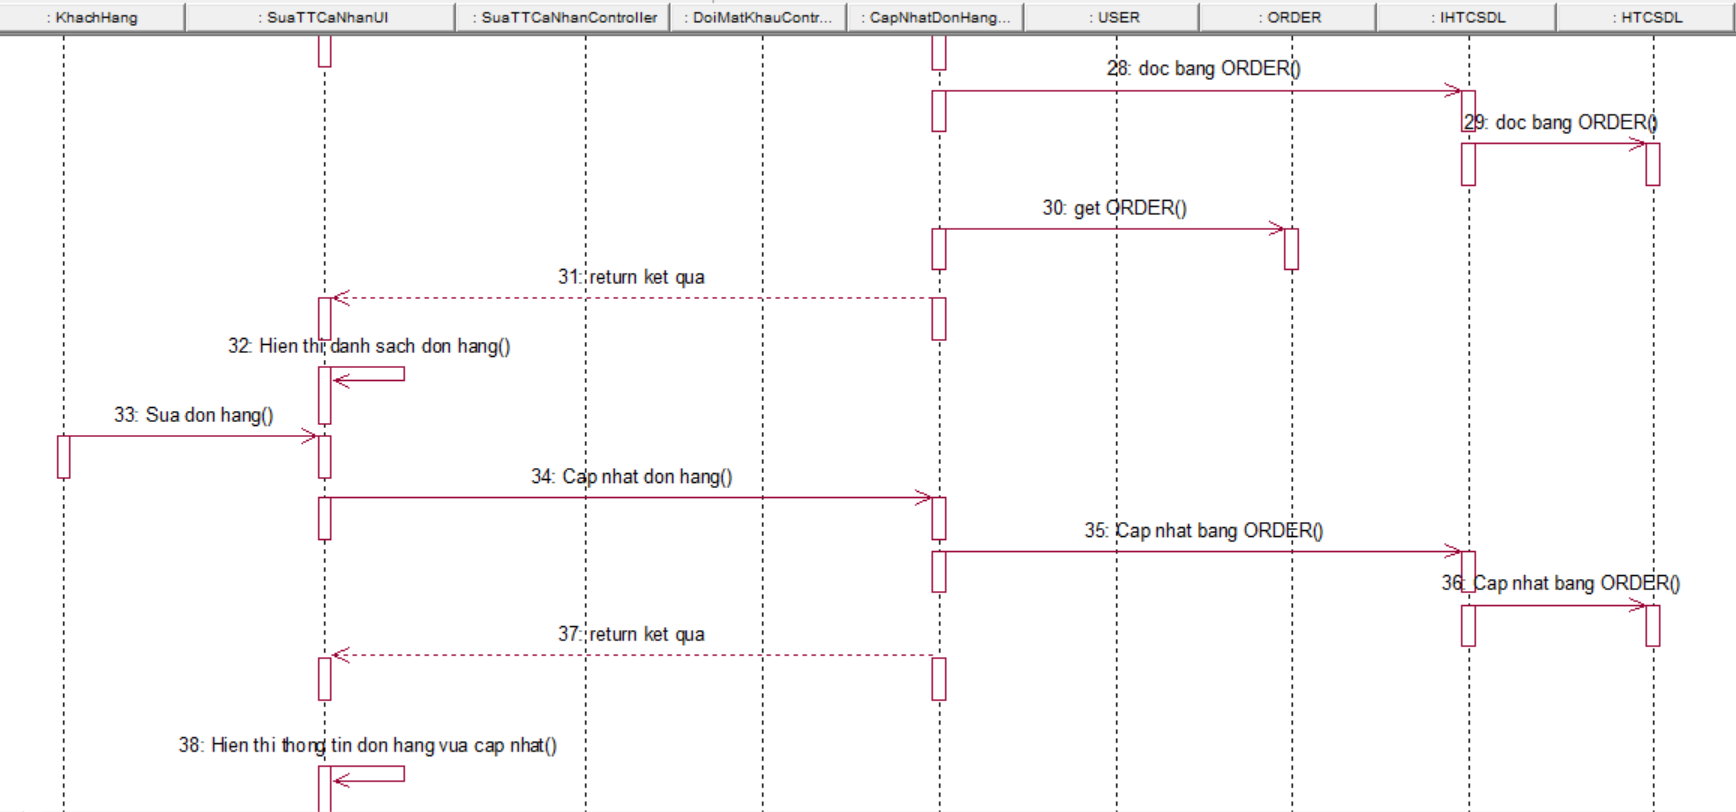 : KhachHang
: SuaTTCaNhanUI
: SuaTTCaNhanController
: DoiMatKhauContr...
: CapNhatDonHang...
: USER
: ORDER
: IHTCSDL
: HTCSDL
28: doc bang ORDER()
29: doc bang ORDER()
30: get ORDER()
31: return ket qua
32: Hien thi danh sach don hang()
33: Sua don hang()
34: Cap nhat don hang()
35: Cap nhat bang ORDER()
36: Cap nhat bang ORDER()
37: return ket qua
38: Hien thi thong tin don hang vua cap nhat()